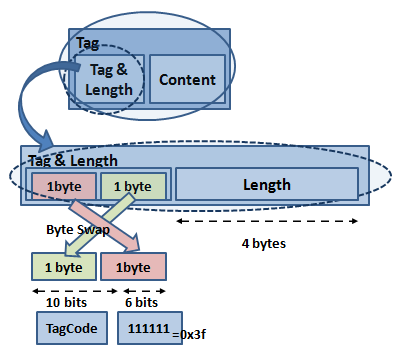 Tag
Tag &
Length
Content
Tag & Length
1byte
1 byte
Length
Byte Swap
4 bytes
1 byte
1byte
10 bits
6 bits
TagCode
111111
=0x3f